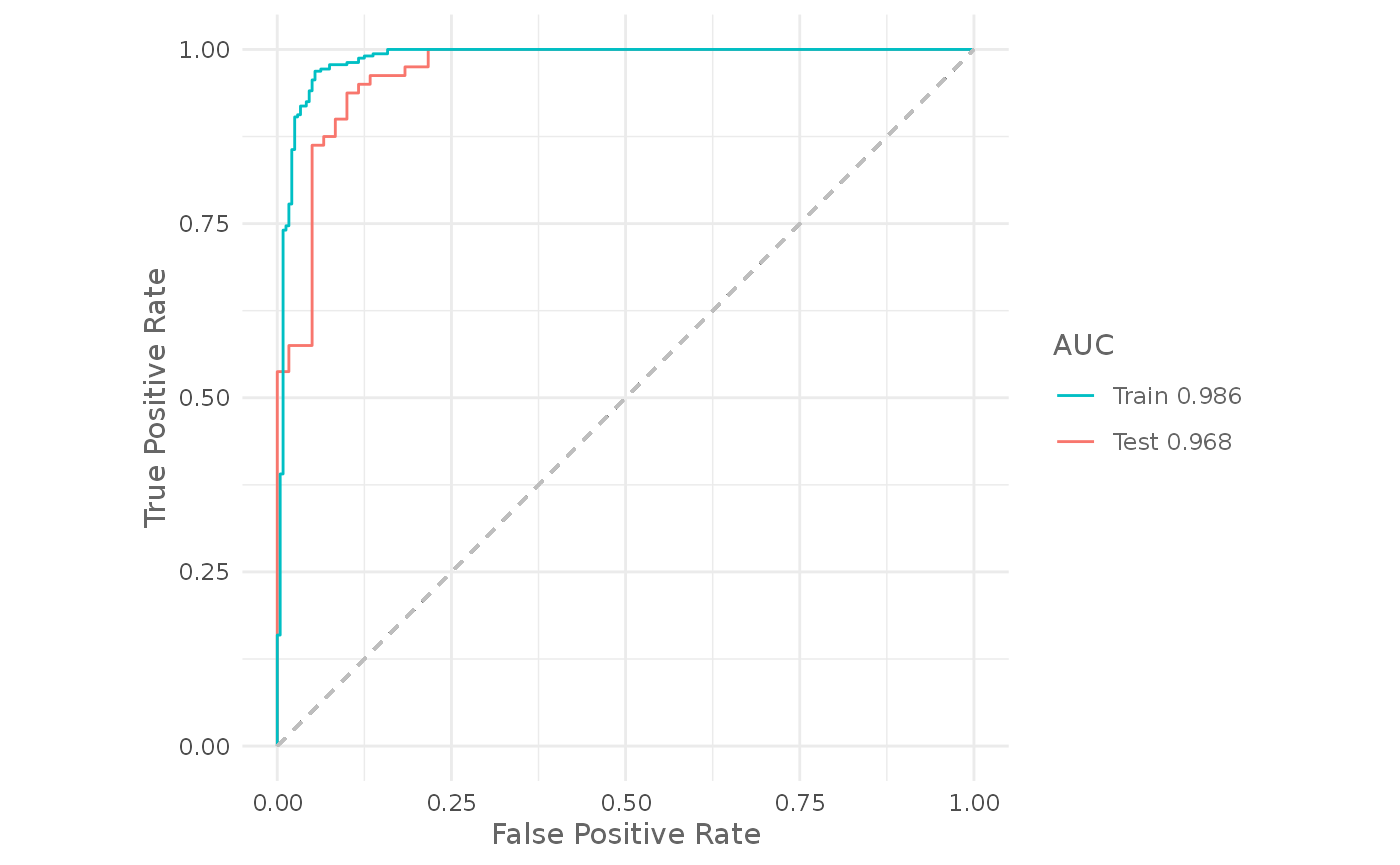 1.00
0.75
0.50
0.25
0.00
True Positive Rate
0.00 0.25 0.50 0.75 1.00
False Positive Rate
AUC
Train 0.986
Test 0.968